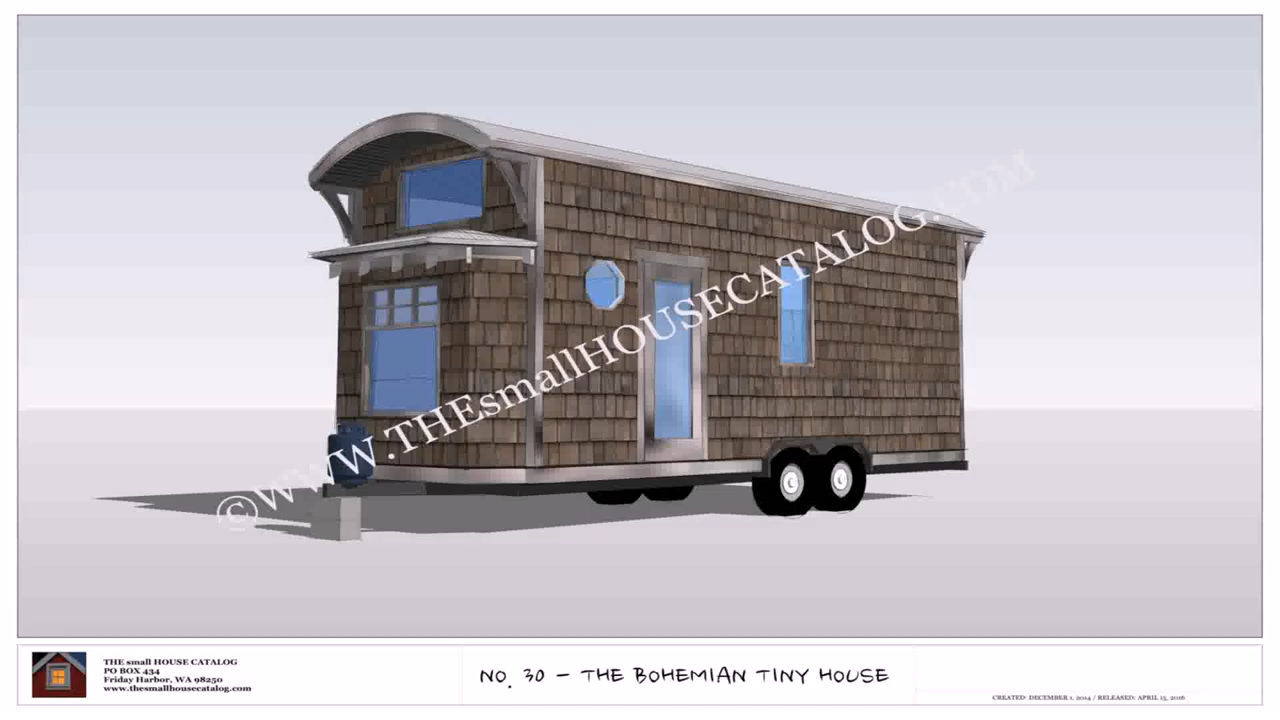 ©WWW.THEsmallHOUSECATALOG.COM
THE small HOUSE CATALOG
PO BOX 434
Friday Harbor, WA 98250
www.thesmallhousecatalog.com
NO. 30 - THE BOHEMIAN TINY HOUSE
CREATED: DECEMBER 1, 2014 / RELEASED: APRIL 15, 2016